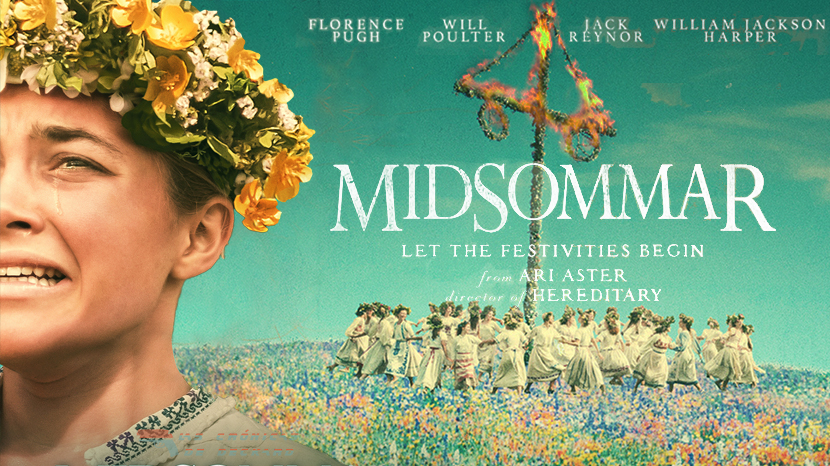 FLORENCE PUGH
WILL POULTER
JACK REYNOR
WILLIAM JACKSON HARPER
MIDSOMMAR
LET THE FESTIVITIES BEGIN
from ARI ASTER
director of HEREDITARY